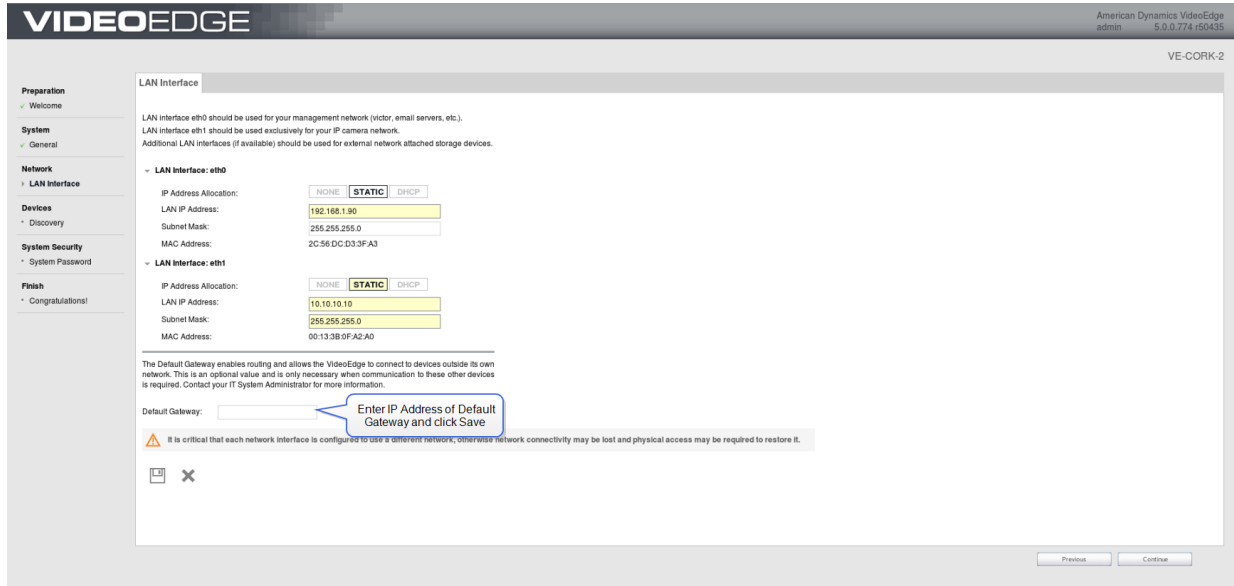 VIDEOEDGE
American Dynamics VideoEdge
admin 5.0.0.774 r50435
VE-CORK-2
Preparation
Welcome
System
General
Network
LAN Interface
Devices
Discovery
System Security
System Password
Finish
Congratulations!
LAN Interface
LAN interface eth0 should be used for your management network (victor, email servers, etc.).
LAN interface eth1 should be used exclusively for your IP camera network.
Additional LAN interfaces (if available) should be used for external network attached storage devices.
LAN Interface: eth0
IP Address Allocation: NONE STATIC DHCP
LAN IP Address: 192.168.1.90
Subnet Mask: 255.255.255.0
MAC Address: 2C:56:DC:D3:3F:A3
LAN Interface: eth1
IP Address Allocation: NONE STATIC DHCP
LAN IP Address: 10.10.10.10
Subnet Mask: 255.255.255.0
MAC Address: 00:13:3B:0F:A2:A0
The Default Gateway enables routing and allows the VideoEdge to connect to devices outside its own
network. This is an optional value and is only necessary when communication to these other devices
is required. Contact your IT System Administrator for more information.
Default Gateway:
Enter IP Address of Default
Gateway and click Save
It is critical that each network interface is configured to use a different network, otherwise network connectivity may be lost and physical access may be required to restore it.
Previous Continue